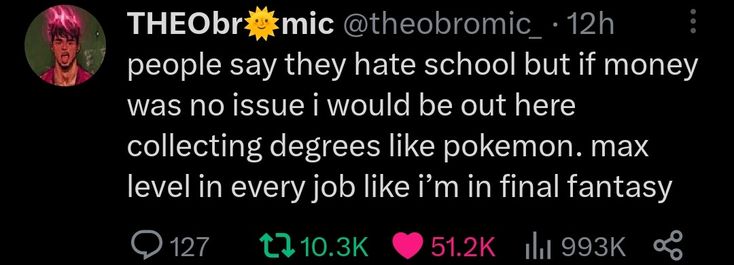 THEObr🌞mic @theobromic_ · 12h
people say they hate school but if money
was no issue i would be out here
collecting degrees like pokemon. max
level in every job like i’m in final fantasy
127 10.3K 51.2K 993K